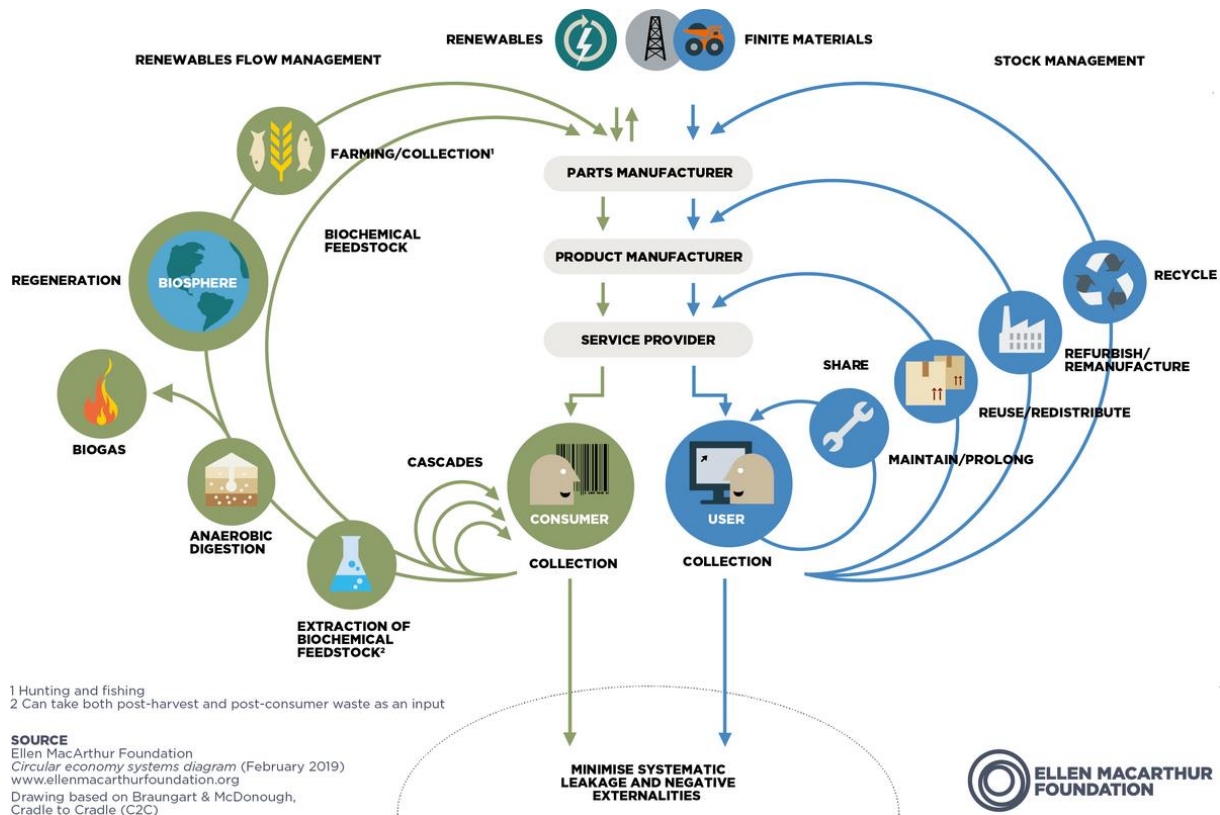 RENEWABLES
FINITE MATERIALS
RENEWABLES FLOW MANAGEMENT
STOCK MANAGEMENT
FARMING/COLLECTION¹
PARTS MANUFACTURER
BIOCHEMICAL
FEEDSTOCK
PRODUCT MANUFACTURER
REGENERATION
BIOSPHERE
RECYCLE
SERVICE PROVIDER
SHARE
REFURBISH/
REMANUFACTURE
REUSE/REDISTRIBUTE
BIOGAS
CASCADES
MAINTAIN/PROLONG
CONSUMER
USER
ANAEROBIC
DIGESTION
COLLECTION
COLLECTION
EXTRACTION OF
BIOCHEMICAL
FEEDSTOCK²
1 Hunting and fishing
2 Can take both post-harvest and post-consumer waste as an input
SOURCE
Ellen MacArthur Foundation
Circular economy systems diagram (February 2019)
www.ellenmacarthurfoundation.org
Drawing based on Braungart & McDonough,
Cradle to Cradle (C2C)
MINIMISE SYSTEMATIC
LEAKAGE AND NEGATIVE
EXTERNALITIES
ELLEN MACARTHUR
FOUNDATION